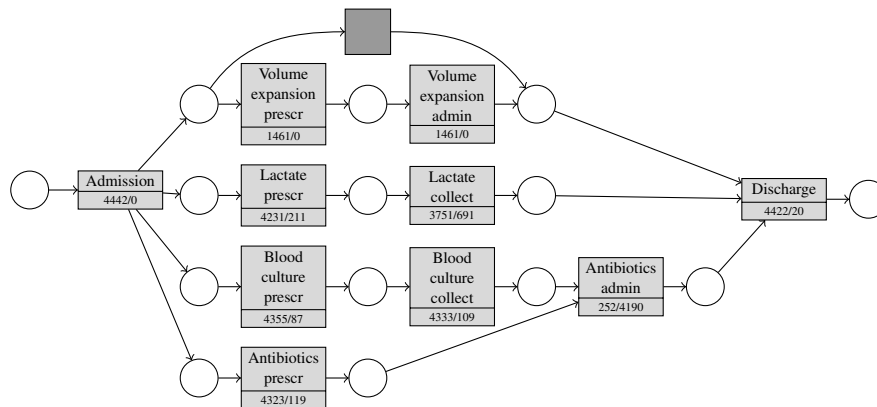 Volume
expansion
prescr
1461/0
Volume
expansion
admin
1461/0
Admission
4442/0
Lactate
prescr
4231/211
Lactate
collect
3751/691
Discharge
4422/20
Blood
culture
prescr
4355/87
Blood
culture
collect
4333/109
Antibiotics
admin
252/4190
Antibiotics
prescr
4323/119